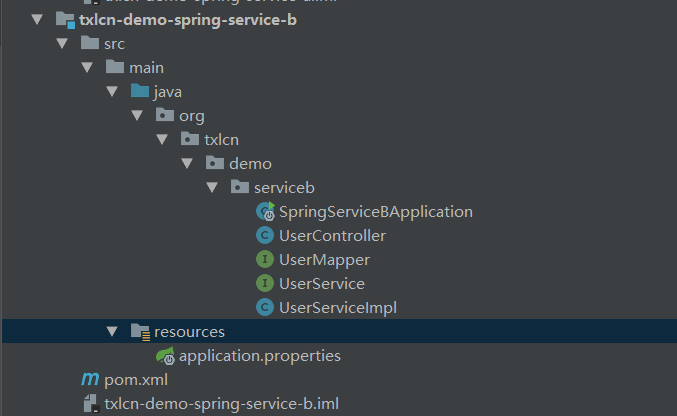 txlcn-demo-spring-service-b
src
main
java
org
txlcn
demo
serviceb
SpringServiceBApplication
UserController
UserMapper
UserService
UserServiceImpl
resources
application.properties
pom.xml
txlcn-demo-spring-service-b.iml